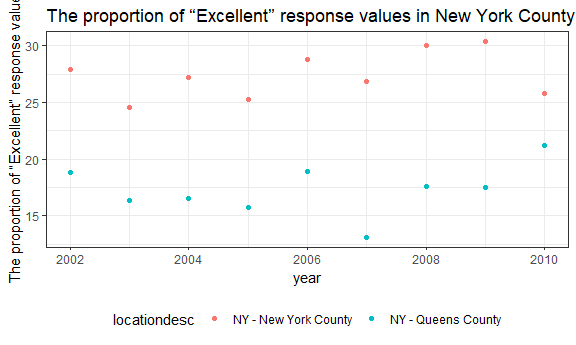 The proportion of “Excellent” response values in New York County
The proportion of “Excellent” response value
30
25
20
15
2002
2004
2006
2008
2010
year
locationdesc
NY - New York County
NY - Queens County